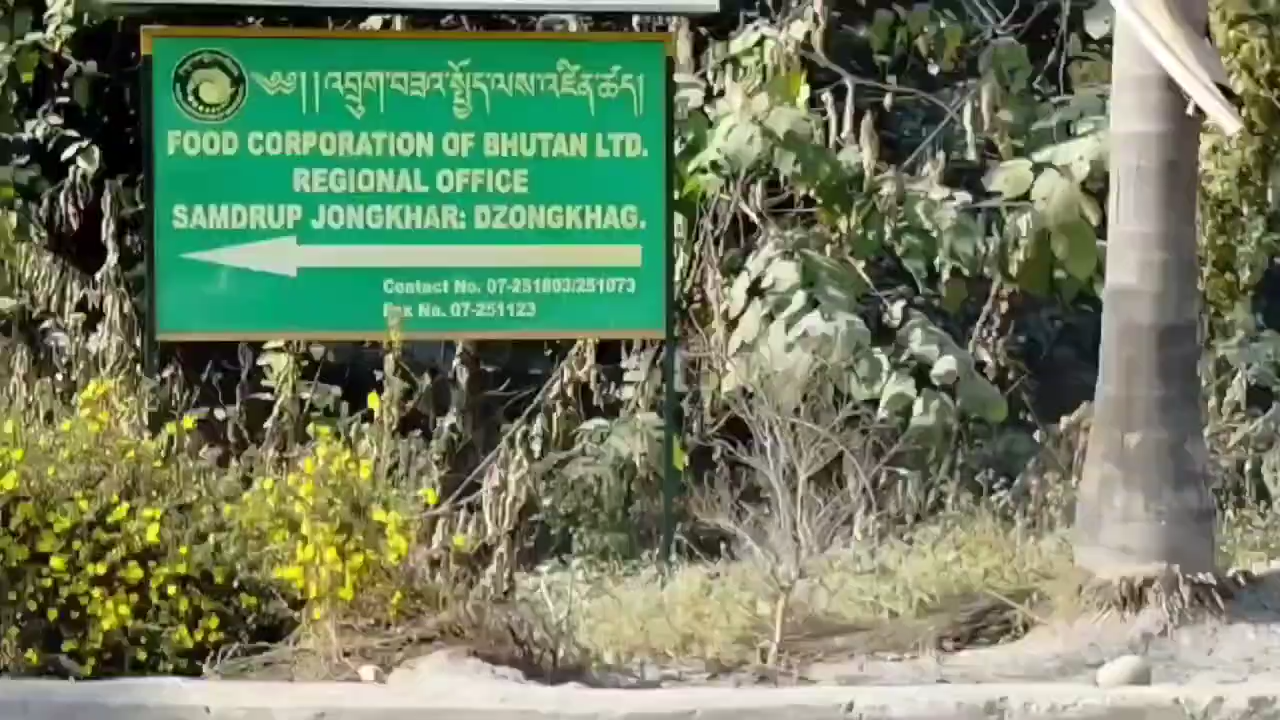 ༄༅།།འབྲུག་བཟའ་སྤྱོད་ལས་འཛིན་ཚད།
FOOD CORPORATION OF BHUTAN LTD.
REGIONAL OFFICE
SAMDRUP JONGKHAR: DZONGKHAG.
Contact No. 07-251803/251073
Fax No. 07-251123